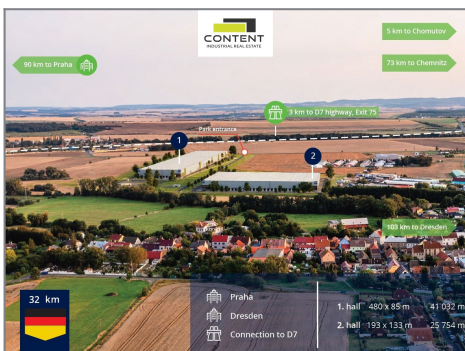 CONTENT
INDUSTRIAL REAL ESTATE
5 km to Chomutov
90 km to Praha
73 km to Chemnitz
3 km to D7 highway, Exit 75
Park entrance
1
2
103 km to Dresden
32 km
Praha
Dresden
Connection to D7
1. hall 480 x 85 m 41 032 m
2. hall 193 x 133 m 25 754 m